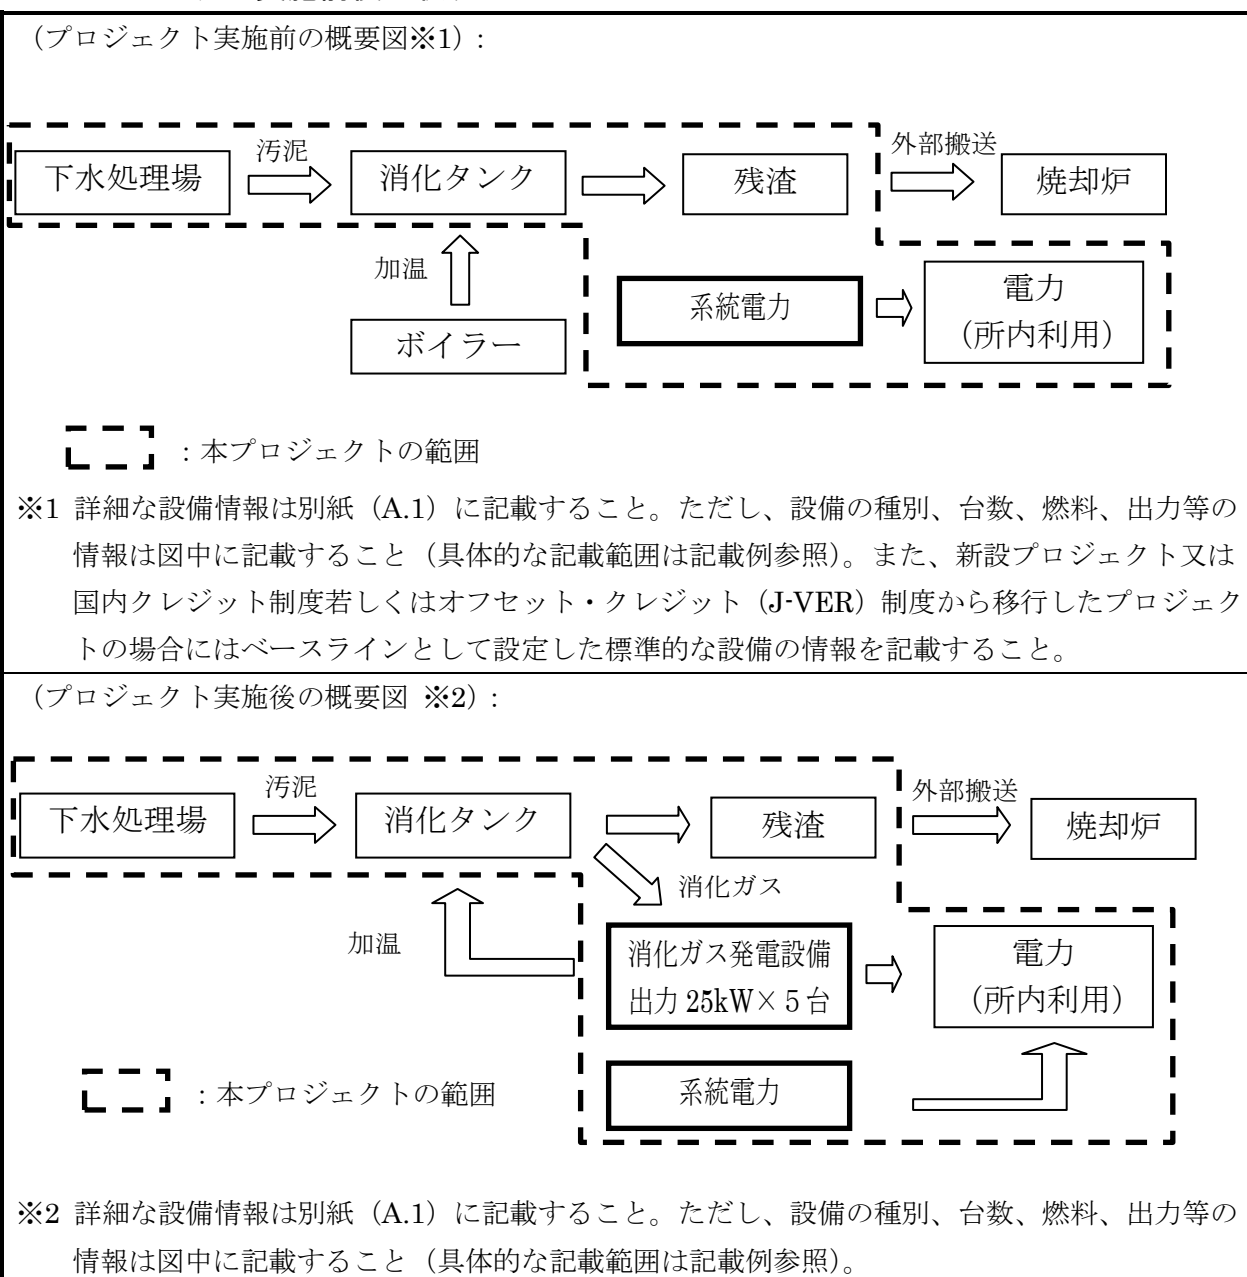 (プロジェクト実施前の概要図※1):
汚泥
外部搬送
下水処理場
消化タンク
残渣
焼却炉
加温
系統電力
電力
(所内利用)
ボイラー
:本プロジェクトの範囲
※1 詳細な設備情報は別紙(A.1)に記載すること。ただし、設備の種別、台数、燃料、出力等の
情報は図中に記載すること(具体的な記載範囲は記載例参照)。また、新設プロジェクト又は
国内クレジット制度若しくはオフセット・クレジット(J-VER)制度から移行したプロジェク
トの場合にはベースラインとして設定した標準的な設備の情報を記載すること。
(プロジェクト実施後の概要図 ※2):
汚泥
外部搬送
下水処理場
消化タンク
残渣
焼却炉
消化ガス
加温
消化ガス発電設備
出力 25kW×5台
電力
(所内利用)
系統電力
:本プロジェクトの範囲
※2 詳細な設備情報は別紙(A.1)に記載すること。ただし、設備の種別、台数、燃料、出力等の
情報は図中に記載すること(具体的な記載範囲は記載例参照)。